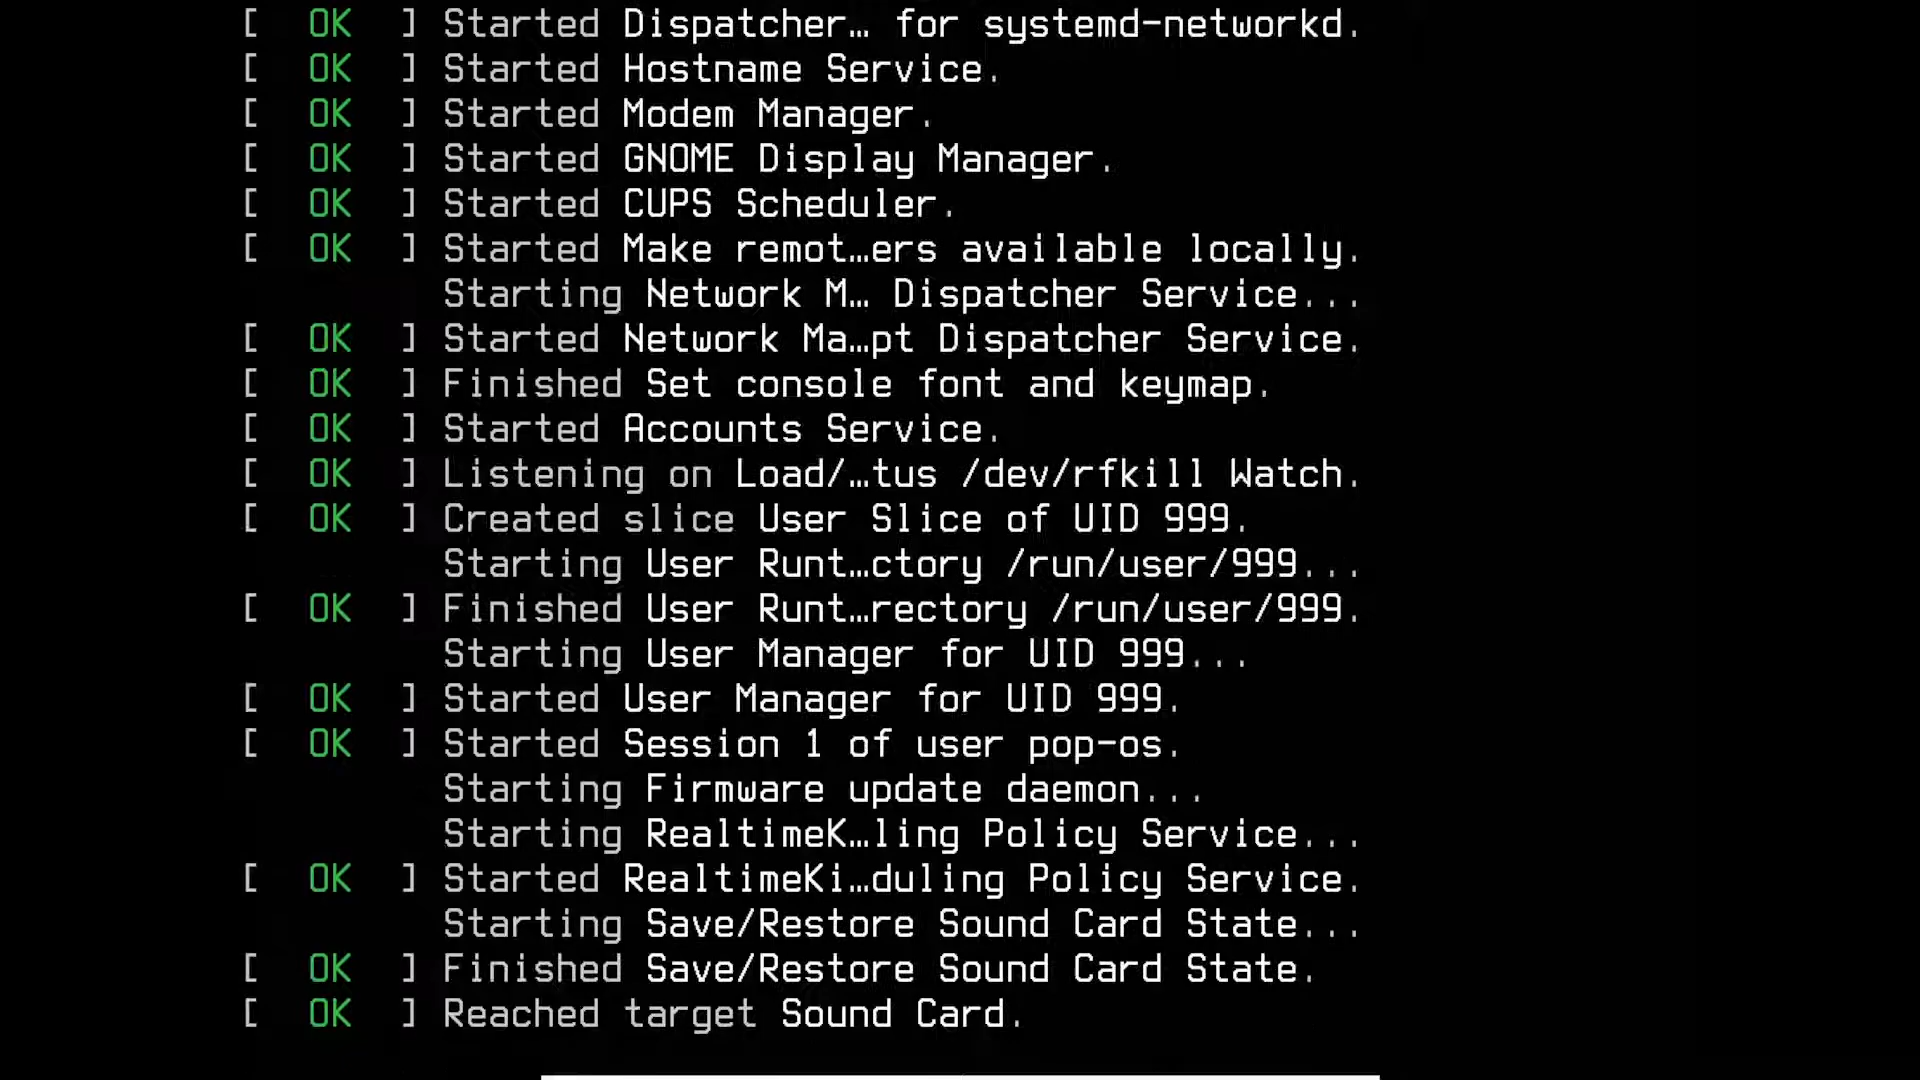 [  OK  ] Started Dispatcher… for systemd-networkd.
[  OK  ] Started Hostname Service.
[  OK  ] Started Modem Manager.
[  OK  ] Started GNOME Display Manager.
[  OK  ] Started CUPS Scheduler.
[  OK  ] Started Make remot…ers available locally.
Starting Network M… Dispatcher Service...
[  OK  ] Started Network Ma…pt Dispatcher Service.
[  OK  ] Finished Set console font and keymap.
[  OK  ] Started Accounts Service.
[  OK  ] Listening on Load/…tus /dev/rfkill Watch.
[  OK  ] Created slice User Slice of UID 999.
Starting User Runt…ctory /run/user/999...
[  OK  ] Finished User Runt…rectory /run/user/999.
Starting User Manager for UID 999...
[  OK  ] Started User Manager for UID 999.
[  OK  ] Started Session 1 of user pop-os.
Starting Firmware update daemon...
Starting RealtimeK…ling Policy Service...
[  OK  ] Started RealtimeKi…duling Policy Service.
Starting Save/Restore Sound Card State...
[  OK  ] Finished Save/Restore Sound Card State.
[  OK  ] Reached target Sound Card.